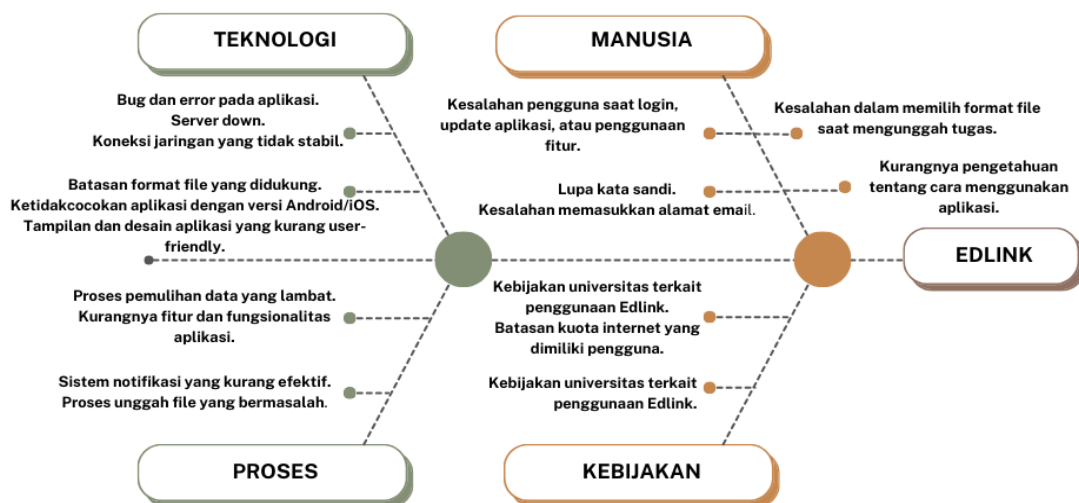 TEKNOLOGI
MANUSIA
Bug dan error pada aplikasi.
Server down.
Koneksi jaringan yang tidak stabil.
Kesalahan pengguna saat login,
update aplikasi, atau penggunaan
fitur.
Kesalahan dalam memilih format file
saat mengunggah tugas.
Batasan format file yang didukung.
Ketidakcocokan aplikasi dengan versi Android/iOS.
Tampilan dan desain aplikasi yang kurang user-
friendly.
Lupa kata sandi.
Kesalahan memasukkan alamat email.
Kurangnya pengetahuan
tentang cara menggunakan
aplikasi.
EDLINK
Proses pemulihan data yang lambat.
Kurangnya fitur dan fungsionalitas
aplikasi.
Kebijakan universitas terkait
penggunaan Edlink.
Batasan kuota internet yang
dimiliki pengguna.
Sistem notifikasi yang kurang efektif.
Proses unggah file yang bermasalah.
Kebijakan universitas terkait
penggunaan Edlink.
PROSES
KEBIJAKAN